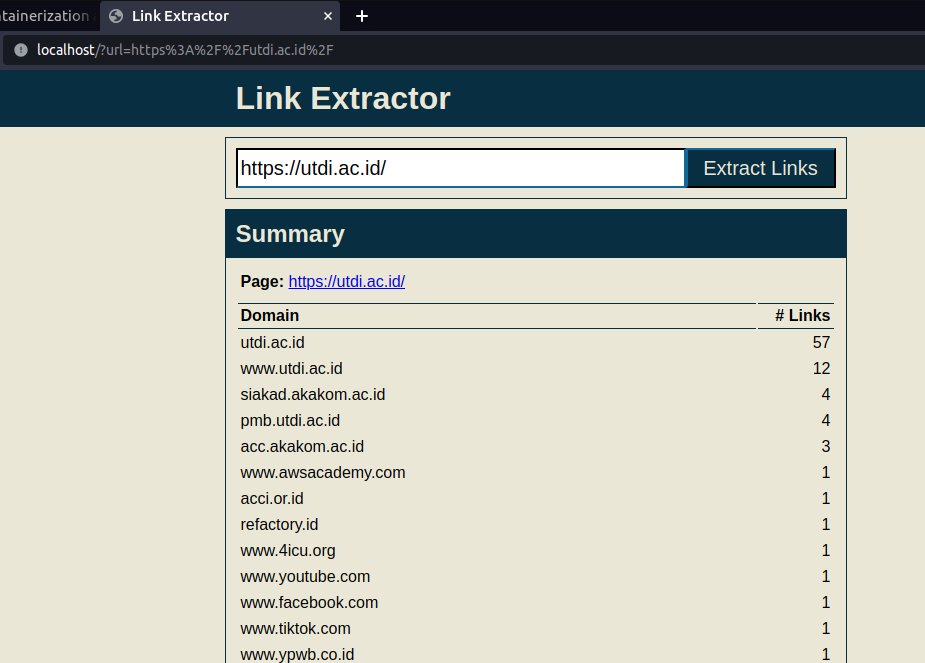 tainerization
Link Extractor × +
localhost/?url=https%3A%2F%2Futdi.ac.id%2F
Link Extractor
https://utdi.ac.id/ Extract Links
Summary
Page: https://utdi.ac.id/
Domain # Links
utdi.ac.id 57
www.utdi.ac.id 12
siakad.akakom.ac.id 4
pmb.utdi.ac.id 4
acc.akakom.ac.id 3
www.awsacademy.com 1
acci.or.id 1
refactory.id 1
www.4icu.org 1
www.youtube.com 1
www.facebook.com 1
www.tiktok.com 1
www.ypwb.co.id 1